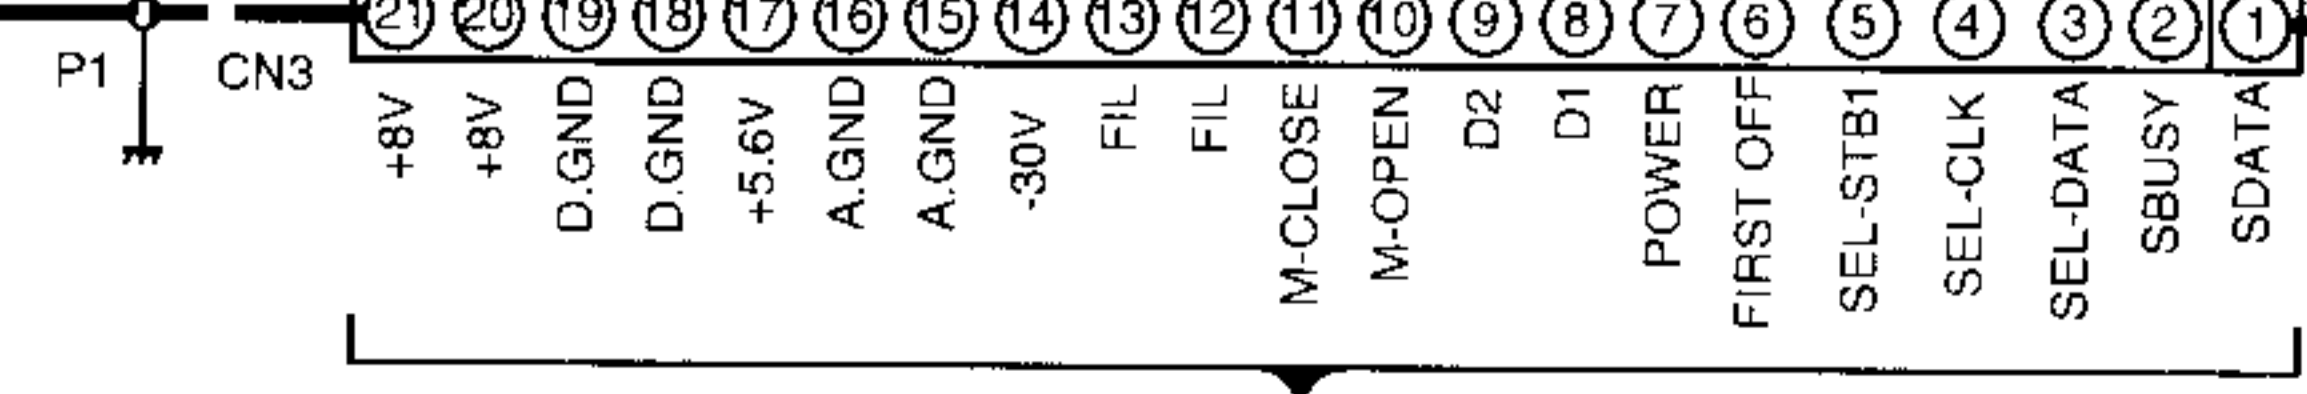 21 20 19 18 17 16 15 14 13 12 11 10 9 8 7 6 5 4 3 2 1
P1 CN3
+8V
+8V
D.GND
D.GND
+5.6V
A.GND
A.GND
-30V
FIL
FIL
M-CLOSE
M-OPEN
D2
D1
POWER
FIRST OFF
SEL-STB1
SEL-CLK
SEL-DATA
SBUSY
SDATA